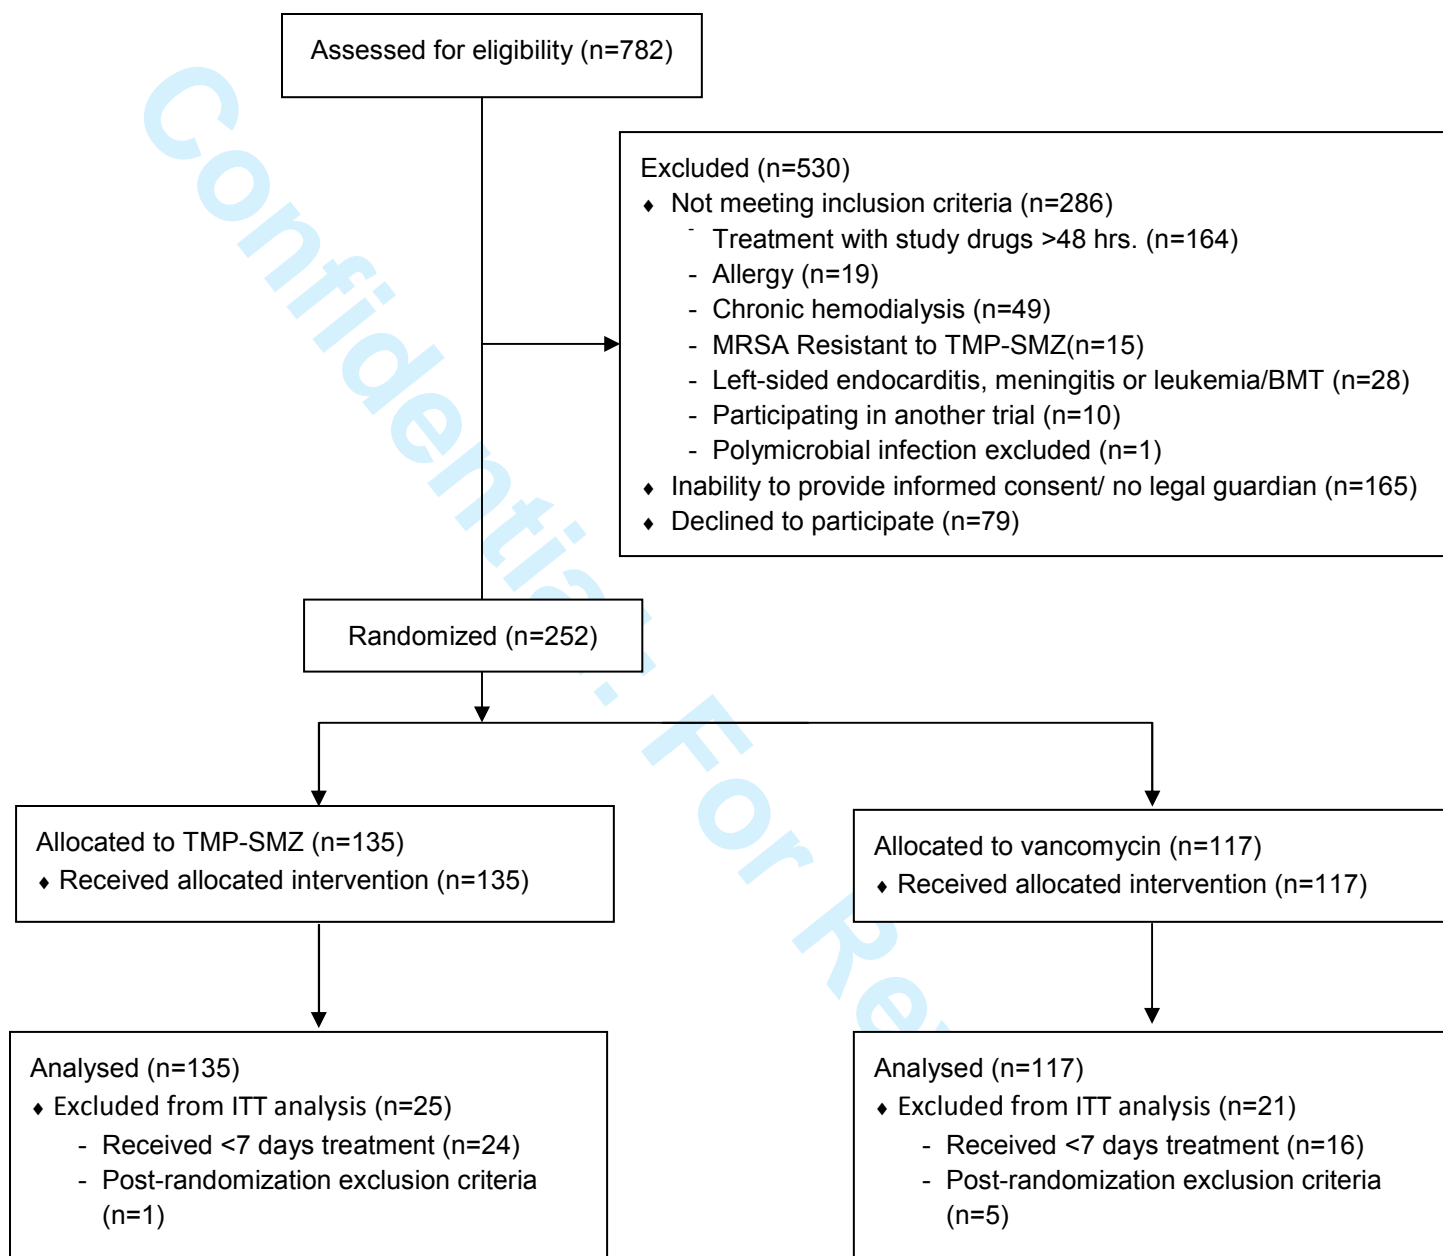 Assessed for eligibility (n=782)
Excluded (n=530)
♦ Not meeting inclusion criteria (n=286)
- Treatment with study drugs >48 hrs. (n=164)
- Allergy (n=19)
- Chronic hemodialysis (n=49)
- MRSA Resistant to TMP-SMZ(n=15)
- Left-sided endocarditis, meningitis or leukemia/BMT (n=28)
- Participating in another trial (n=10)
- Polymicrobial infection excluded (n=1)
♦ Inability to provide informed consent/ no legal guardian (n=165)
♦ Declined to participate (n=79)
Randomized (n=252)
Allocated to TMP-SMZ (n=135)
♦ Received allocated intervention (n=135)
Allocated to vancomycin (n=117)
♦ Received allocated intervention (n=117)
Analysed (n=135)
♦ Excluded from ITT analysis (n=25)
- Received <7 days treatment (n=24)
- Post-randomization exclusion criteria
(n=1)
Analysed (n=117)
♦ Excluded from ITT analysis (n=21)
- Received <7 days treatment (n=16)
- Post-randomization exclusion criteria
(n=5)
Confidential: For